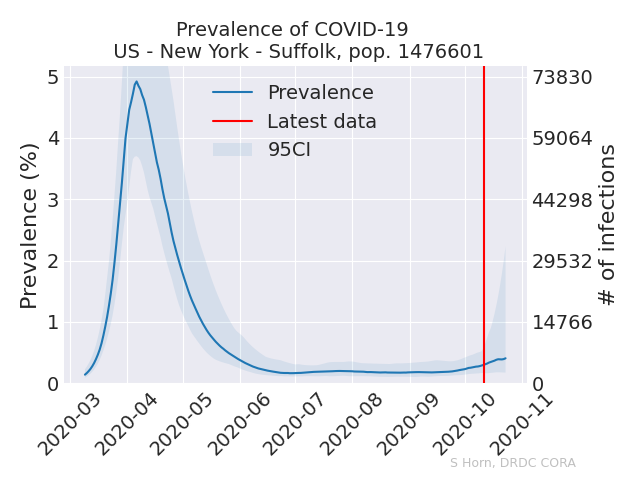 Prevalence of COVID-19
US - New York - Suffolk, pop. 1476601
Prevalence (%)
5
4
3
2
1
0
Prevalence
Latest data
95CI
73830
59064
44298
29532
14766
0
# of infections
2020-03
2020-04
2020-05
2020-06
2020-07
2020-08
2020-09
2020-10
2020-11
S Horn, DRDC CORA